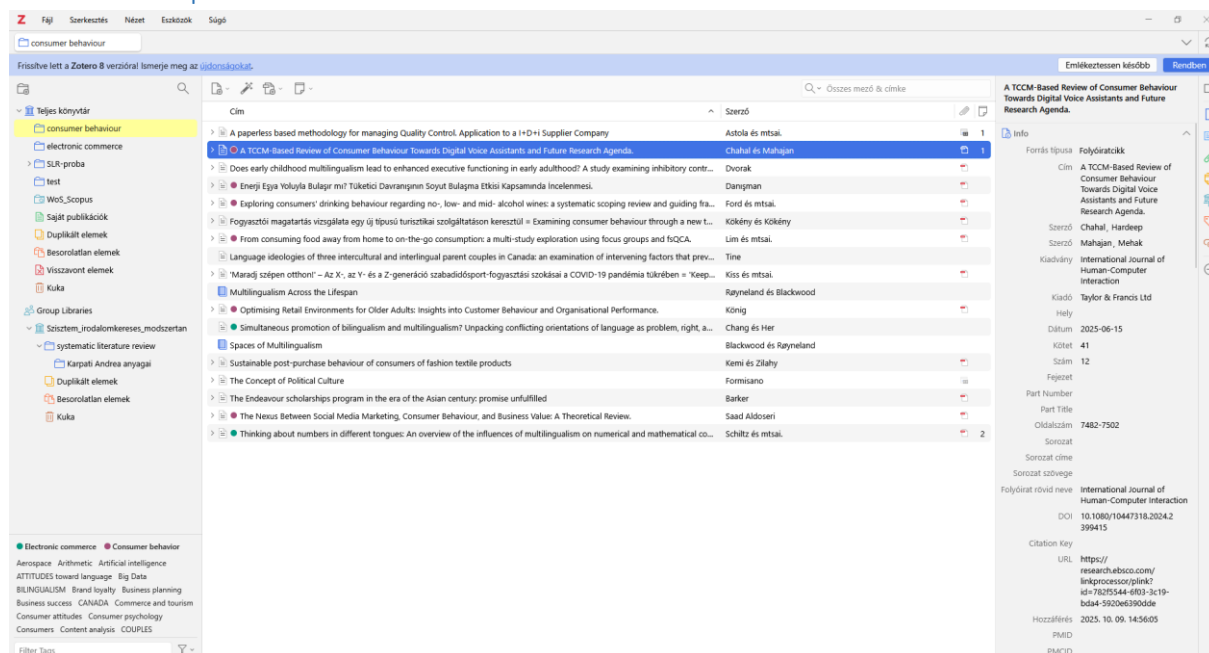 Z Fájl Szerkesztés Nézet Eszközök Súgó
consumer behaviour
Frissítve lett a Zotero 8 verzióra! Ismerje meg az újdonságokat. Emlékeztessen később Rendben
Összes mező & címke
Teljes könyvtár
consumer behaviour
electronic commerce
SLR-proba
test
WoS_Scopus
Saját publikációk
Duplikált elemek
Besorolatlan elemek
Visszavont elemek
Kuka
Group Libraries
Szisztem_irodalomkereses_modszertan
systematic literature review
Karpati Andrea anyagai
Duplikált elemek
Besorolatlan elemek
Kuka
Electronic commerce Consumer behavior
Aerospace Arithmetic Artificial intelligence
ATTITUDES toward language Big Data
BILINGUALISM Brand loyalty Business planning
Business success CANADA Commerce and tourism
Consumer attitudes Consumer psychology
Consumers Content analysis COUPLES
Filter Tags
Cím Szerző
A paperless based methodology for managing Quality Control. Application to a I+D+i Supplier Company Astola és mtsai. 1
A TCCM-Based Review of Consumer Behaviour Towards Digital Voice Assistants and Future Research Agenda. Chahal és Mahajan 1
Does early childhood multilingualism lead to enhanced executive functioning in early adulthood? A study examining inhibitory contr... Dvorak
Enerji Eşya Yoluyla Bulaşır mı? Tüketici Davranışının Soyut Bulaşma Etkisi Kapsamında İncelenmesi. Danışman
Exploring consumers' drinking behaviour regarding no-, low- and mid- alcohol wines: a systematic scoping review and guiding fra... Ford és mtsai.
Fogyasztói magatartás vizsgálata egy új típusú turisztikai szolgáltatáson keresztül = Examining consumer behaviour through a new t... Kökény és Kökény
From consuming food away from home to on-the-go consumption: a multi-study exploration using focus groups and fsQCA. Lim és mtsai.
Language ideologies of three intercultural and interlingual parent couples in Canada: an examination of intervening factors that prev... Tine
'Maradj szépen otthon!' – Az X-, az Y- és a Z-generáció szabadidősport-fogyasztási szokásai a COVID-19 pandémia tükrében = 'Keep... Kiss és mtsai.
Multilingualism Across the Lifespan Røyneland és Blackwood
Optimising Retail Environments for Older Adults: Insights into Customer Behaviour and Organisational Performance. König
Simultaneous promotion of bilingualism and multilingualism? Unpacking conflicting orientations of language as problem, right, a... Chang és Her
Spaces of Multilingualism Blackwood és Røyneland
Sustainable post-purchase behaviour of consumers of fashion textile products Kemi és Zilahy
The Concept of Political Culture Formisano
The Endeavour scholarships program in the era of the Asian century: promise unfulfilled Barker
The Nexus Between Social Media Marketing, Consumer Behaviour, and Business Value: A Theoretical Review. Saad Aldoseri
Thinking about numbers in different tongues: An overview of the influences of multilingualism on numerical and mathematical co... Schiltz és mtsai. 2
A TCCM-Based Review of Consumer Behaviour
Towards Digital Voice Assistants and Future
Research Agenda.
Info
Forrás típusa Folyóiratcikk
Cím A TCCM-Based Review of
Consumer Behaviour
Towards Digital Voice
Assistants and Future
Research Agenda.
Szerző Chahal, Hardeep
Szerző Mahajan, Mehak
Kiadvány International Journal of
Human-Computer
Interaction
Kiadó Taylor & Francis Ltd
Hely
Dátum 2025-06-15
Kötet 41
Szám 12
Fejezet
Part Number
Part Title
Oldalszám 7482-7502
Sorozat
Sorozat címe
Sorozat szövege
Folyóirat rövid neve International Journal of
Human-Computer Interaction
DOI 10.1080/10447318.2024.2
399415
Citation Key
URL https://
research.ebsco.com/
linkprocessor/plink?
id=782f5544-6f03-3c19-
bda4-5920e6390dde
Hozzáférés 2025. 10. 09. 14:56:05
PMID
PMCID